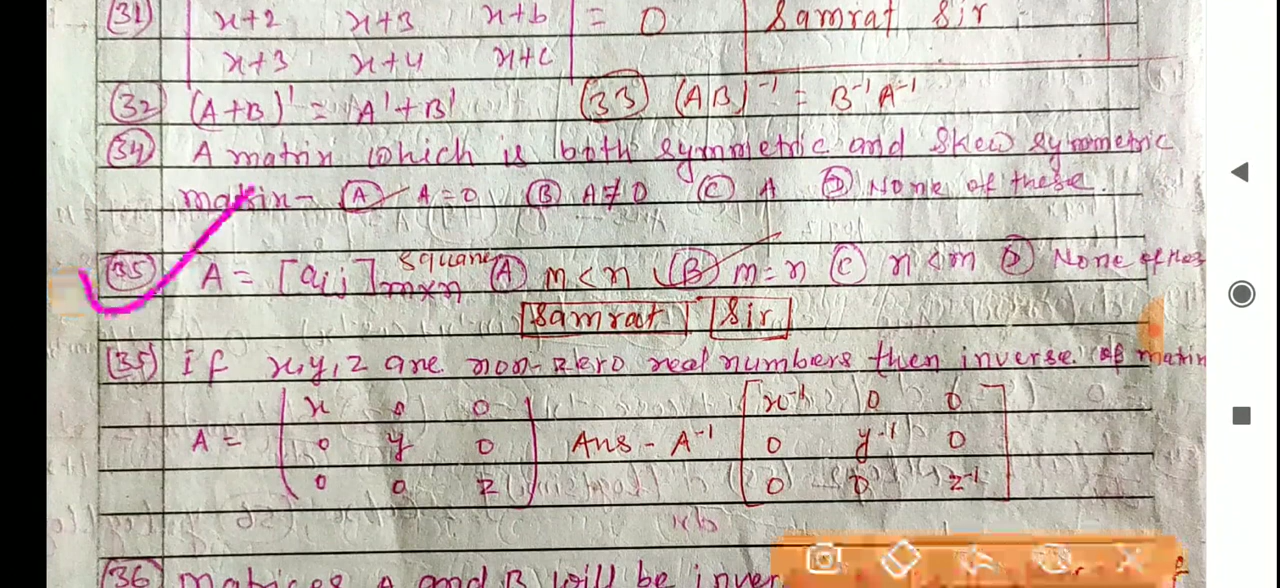 (31) | x+2 x+3 x+b | = 0 Samrat Sir
x+3 x+4 x+c
(32) (A+B)' = A'+B' (33) (AB)⁻¹ = B⁻¹A⁻¹
(34) A matrix which is both symmetric and skew symmetric
matrix- (A) A=0 (B) A≠0 (C) A (D) None of these.
(35) A = [aij]m×n square (A) m<n (B) m=n (C) n<m (D) None of thes
Samrat Sir
(35) If x,y,z are non-zero real numbers then inverse of matrix
x 0 0 x⁻¹ 0 0
A = 0 y 0 Ans - A⁻¹ 0 y⁻¹ 0
0 0 z 0 0 z⁻¹
(36) Matrices A and B will be inver